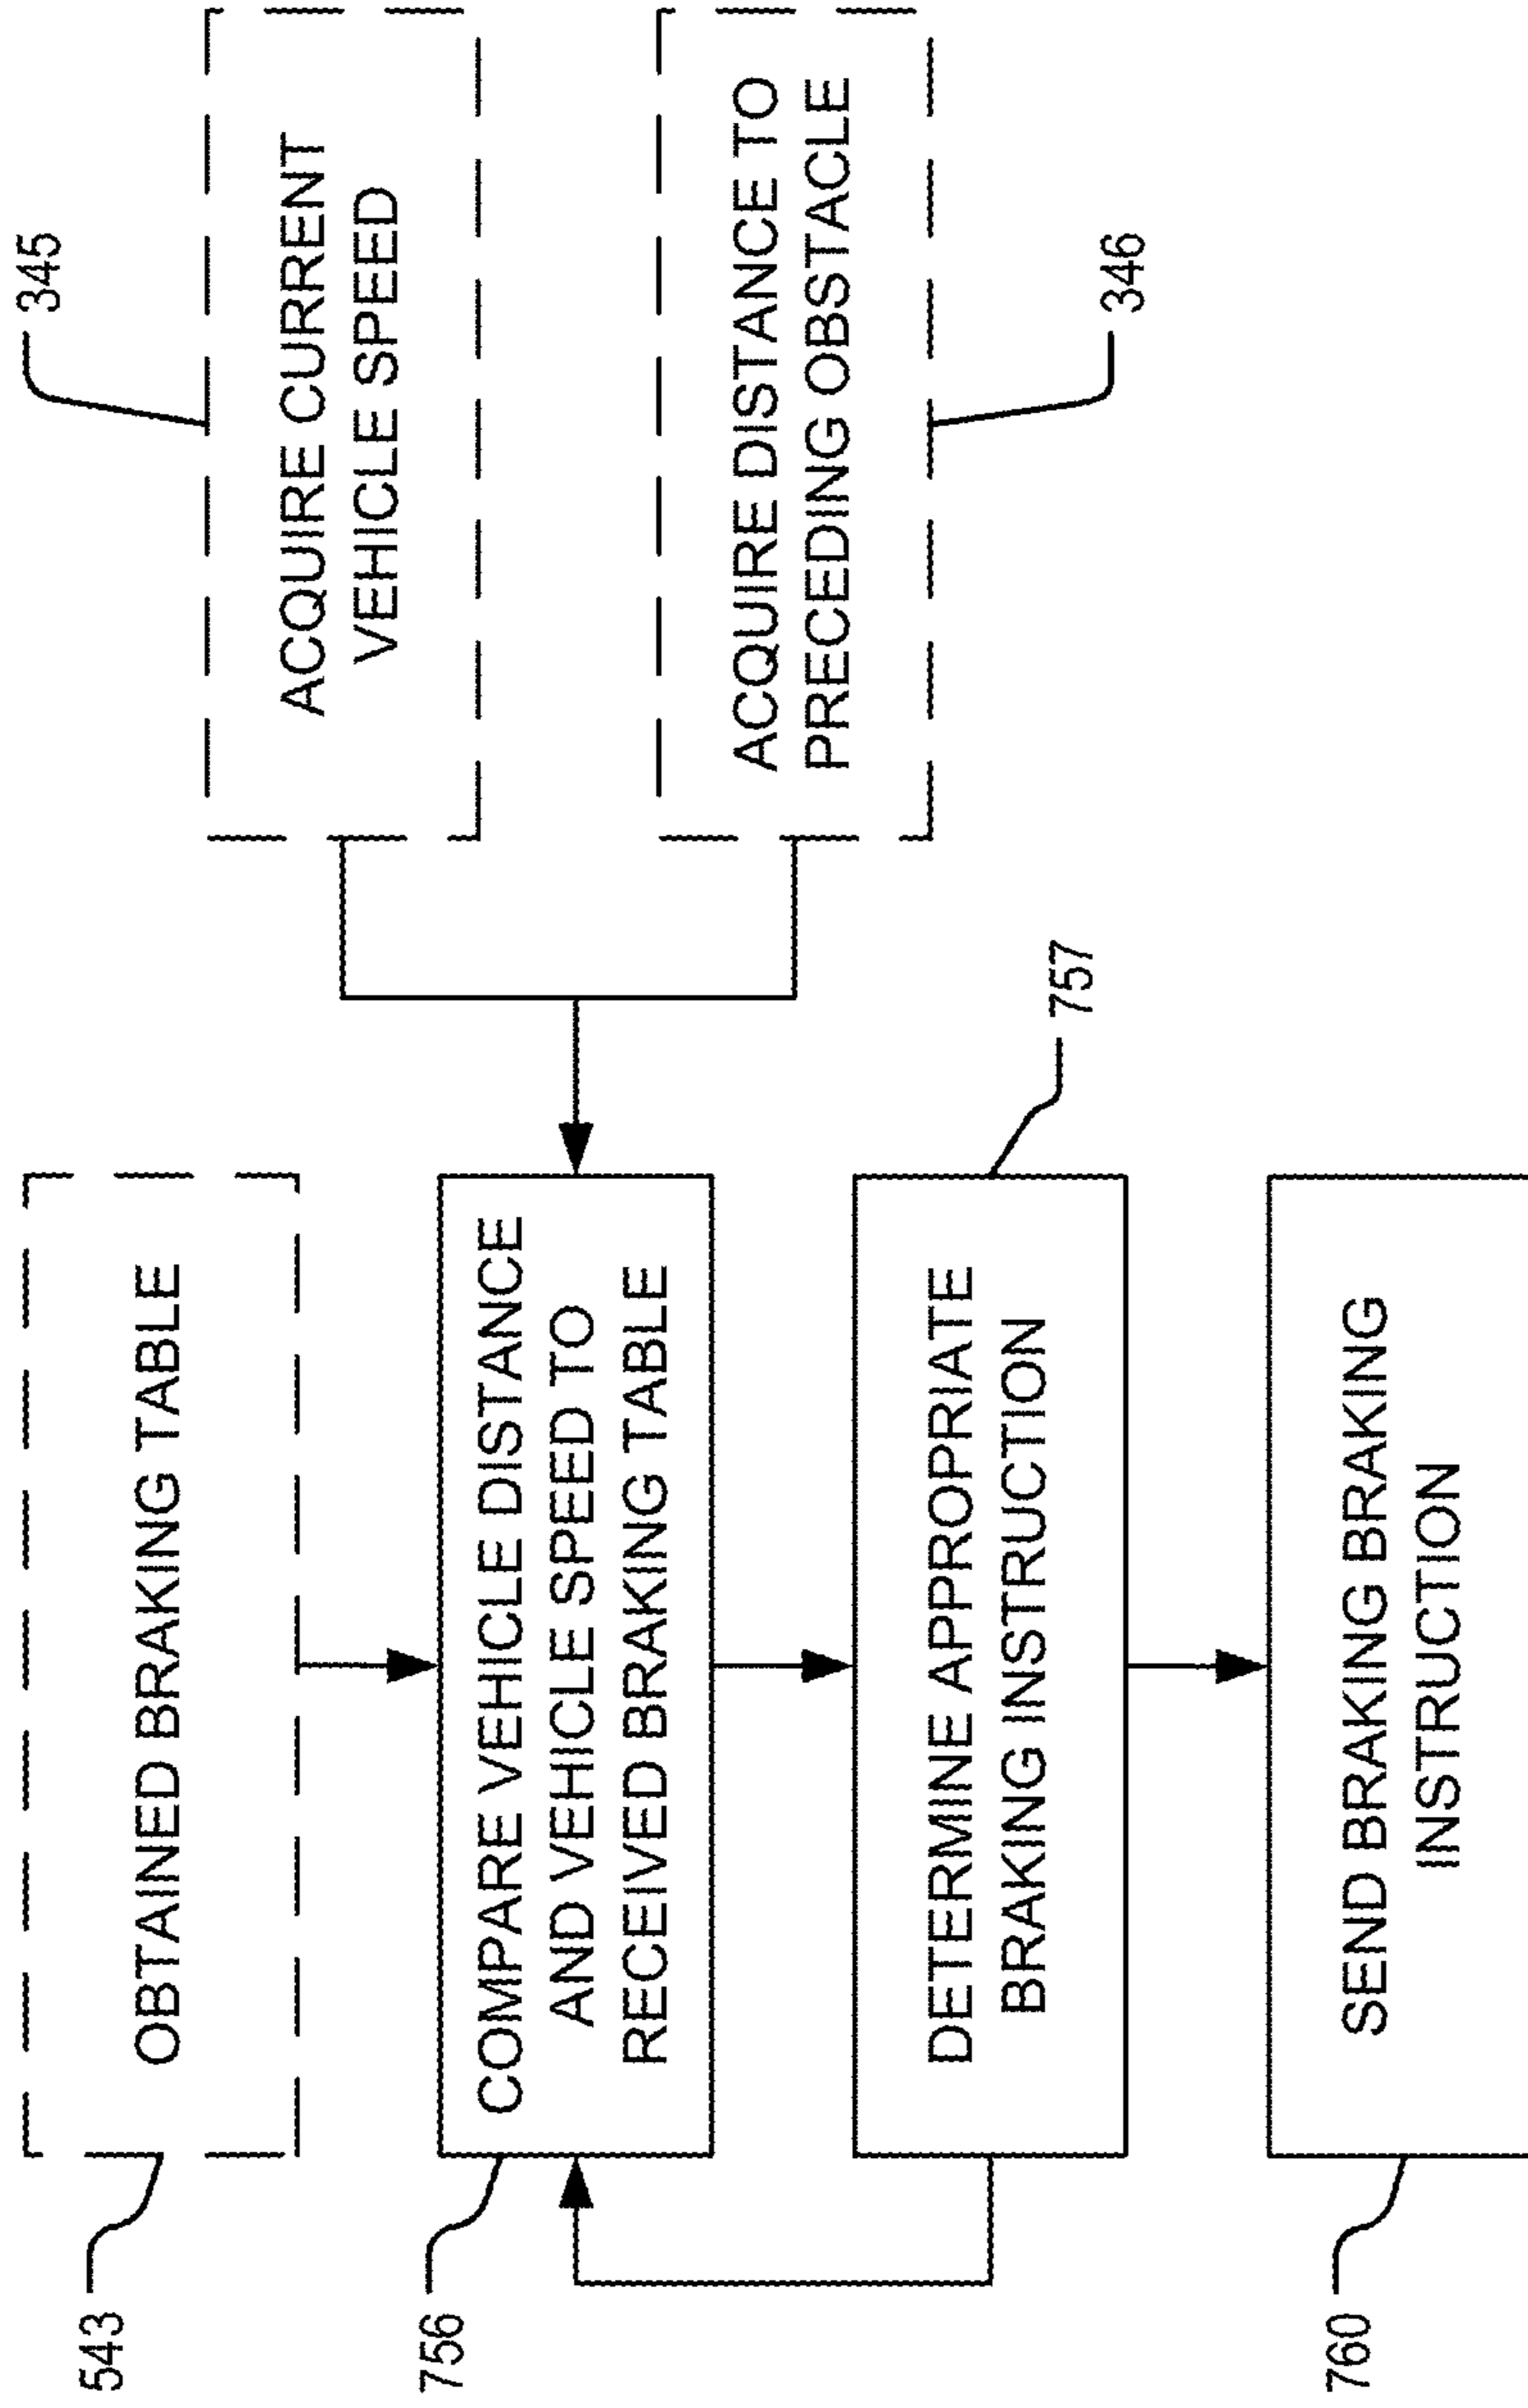 543
OBTAINED BRAKING TABLE
756
COMPARE VEHICLE DISTANCE
AND VEHICLE SPEED TO
RECEIVED BRAKING TABLE
DETERMINE APPROPRIATE
BRAKING INSTRUCTION
757
760
SEND BRAKING BRAKING
INSTRUCTION
345
ACQUIRE CURRENT
VEHICLE SPEED
ACQUIRE DISTANCE TO
PRECEDING OBSTACLE
346